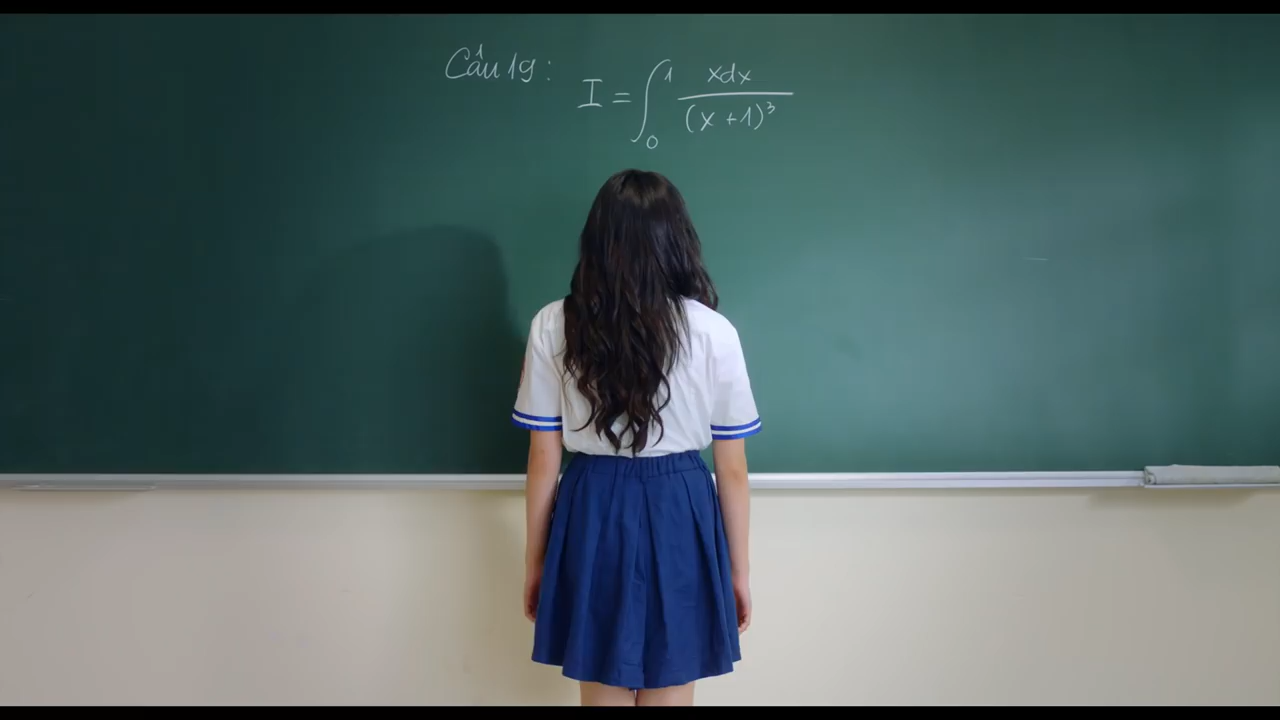 Câu 19: I = ∫₀¹ xdx/(x+1)³